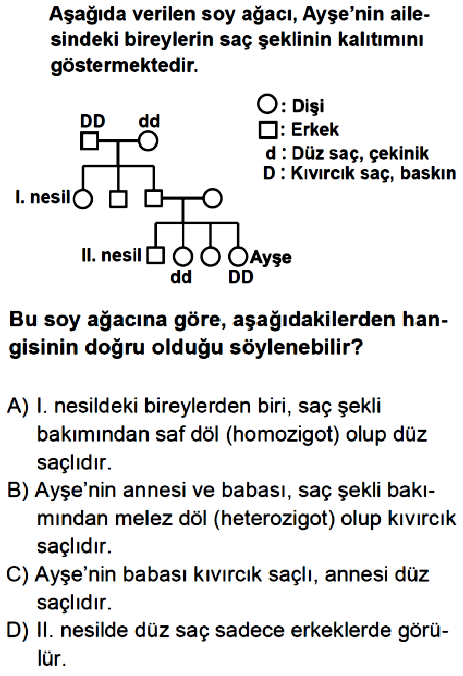 Aşağıda verilen soy ağacı, Ayşe'nin aile-
sindeki bireylerin saç şeklinin kalıtımını
göstermektedir.
DD dd
: Dişi
: Erkek
d : Düz saç, çekinik
D : Kıvırcık saç, baskın
I. nesil
II. nesil
Ayşe
dd DD
Bu soy ağacına göre, aşağıdakilerden han-
gisinin doğru olduğu söylenebilir?
A) I. nesildeki bireylerden biri, saç şekli
bakımından saf döl (homozigot) olup düz
saçlıdır.
B) Ayşe'nin annesi ve babası, saç şekli bakı-
mından melez döl (heterozigot) olup kıvırcık
saçlıdır.
C) Ayşe'nin babası kıvırcık saçlı, annesi düz
saçlıdır.
D) II. nesilde düz saç sadece erkeklerde görü-
lür.